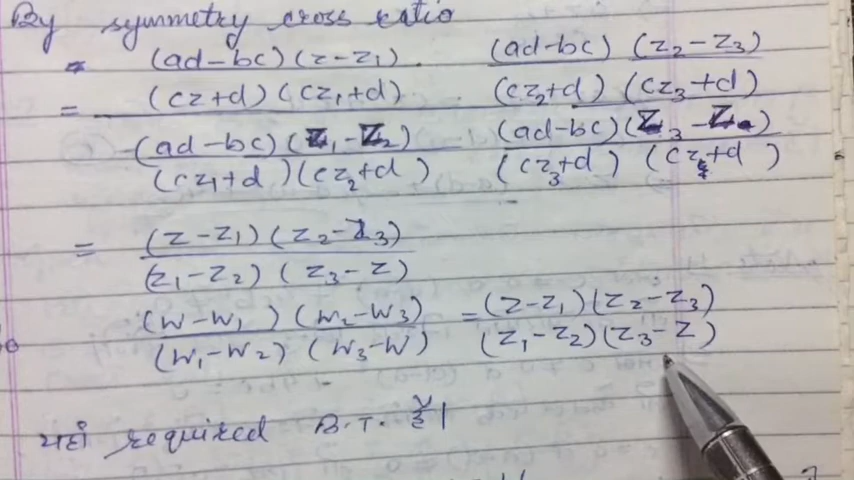 By symmetry cross ratio
= (ad-bc)(z-z₁) . (ad-bc) (z₂-z₃)
(cz+d)(cz₁+d) (cz₂+d) (cz₃+d)
(ad-bc)(z₁-z₂) (ad-bc)(z₃-z)
(cz₁+d)(cz₂+d) (cz₃+d) (cz+d)
= (z-z₁)(z₂-z₃)
(z₁-z₂) (z₃-z)
(w-w₁) (w₂-w₃) = (z-z₁)(z₂-z₃)
(w₁-w₂) (w₃-w) (z₁-z₂)(z₃-z)
यही required B.T. है।